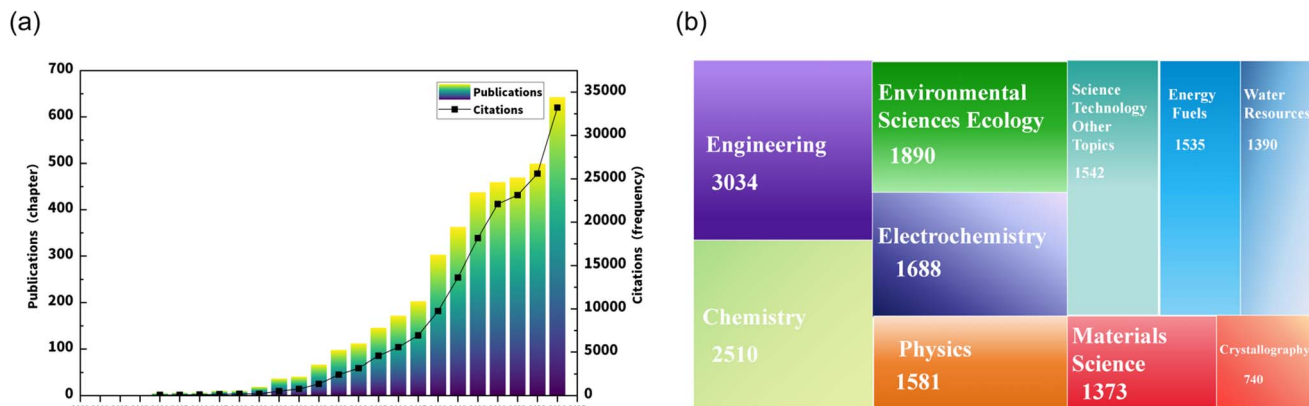 (a)
700
600
500
400
300
200
100
0
Publications (chapter)
Publications
Citations
35000
30000
25000
20000
15000
10000
5000
0
Citations (frequency)
(b)
Engineering
3034
Chemistry
2510
Environmental
Sciences Ecology
1890
Electrochemistry
1688
Physics
1581
Science
Technology
Other
Topics
1542
Energy
Fuels
1535
Water
Resources
1390
Materials
Science
1373
Crystallography
740